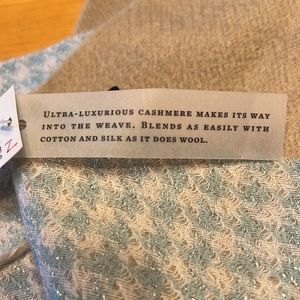 ULTRA-LUXURIOUS CASHMERE MAKES ITS WAY
INTO THE WEAVE. BLENDS AS EASILY WITH
COTTON AND SILK AS IT DOES WOOL.